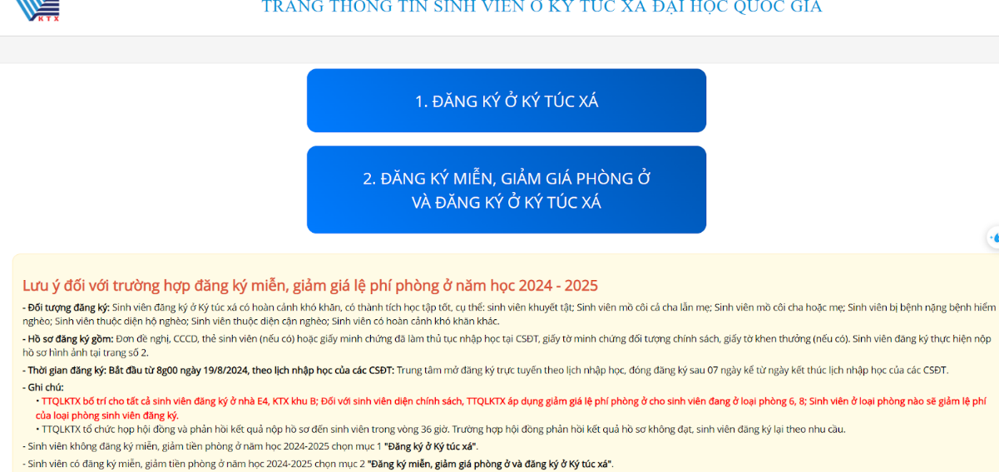 KTX
TRANG THÔNG TIN SINH VIÊN Ở KÝ TÚC XÁ ĐẠI HỌC QUỐC GIA
1. ĐĂNG KÝ Ở KÝ TÚC XÁ
2. ĐĂNG KÝ MIỄN, GIẢM GIÁ PHÒNG Ở
VÀ ĐĂNG KÝ Ở KÝ TÚC XÁ
Lưu ý đối với trường hợp đăng ký miễn, giảm giá lệ phí phòng ở năm học 2024 - 2025
- Đối tượng đăng ký: Sinh viên đăng ký ở Ký túc xá có hoàn cảnh khó khăn, có thành tích học tập tốt, cụ thể: sinh viên khuyết tật; Sinh viên mồ côi cả cha lẫn mẹ; Sinh viên mồ côi cha hoặc mẹ; Sinh viên bị bệnh nặng bệnh hiểm
nghèo; Sinh viên thuộc diện hộ nghèo; Sinh viên thuộc diện cận nghèo; Sinh viên có hoàn cảnh khó khăn khác.
- Hồ sơ đăng ký gồm: Đơn đề nghị, CCCD, thẻ sinh viên (nếu có) hoặc giấy minh chứng đã làm thủ tục nhập học tại CSĐT, giấy tờ minh chứng đối tượng chính sách, giấy tờ khen thưởng (nếu có). Sinh viên đăng ký thực hiện nộp
hồ sơ hình ảnh tại trang số 2.
- Thời gian đăng ký: Bắt đầu từ 8g00 ngày 19/8/2024, theo lịch nhập học của các CSĐT: Trung tâm mở đăng ký trực tuyến theo lịch nhập học, đóng đăng ký sau 07 ngày kể từ ngày kết thúc lịch nhập học của các CSĐT.
- Ghi chú:
• TTQLKTX bố trí cho tất cả sinh viên đăng ký ở nhà E4, KTX khu B; Đối với sinh viên diện chính sách, TTQLKTX áp dụng giảm giá lệ phí phòng ở cho sinh viên đang ở loại phòng 6, 8; Sinh viên ở loại phòng nào sẽ giảm lệ phí
của loại phòng sinh viên đăng ký.
• TTQLKTX tổ chức họp hội đồng và phản hồi kết quả nộp hồ sơ đến sinh viên trong vòng 36 giờ. Trường hợp hội đồng phản hồi kết quả hồ sơ không đạt, sinh viên đăng ký lại theo nhu cầu.
- Sinh viên không đăng ký miễn, giảm tiền phòng ở năm học 2024-2025 chọn mục 1 "Đăng ký ở Ký túc xá".
- Sinh viên có đăng ký miễn, giảm tiền phòng ở năm học 2024-2025 chọn mục 2 "Đăng ký miễn, giảm giá phòng ở và đăng ký ở Ký túc xá".